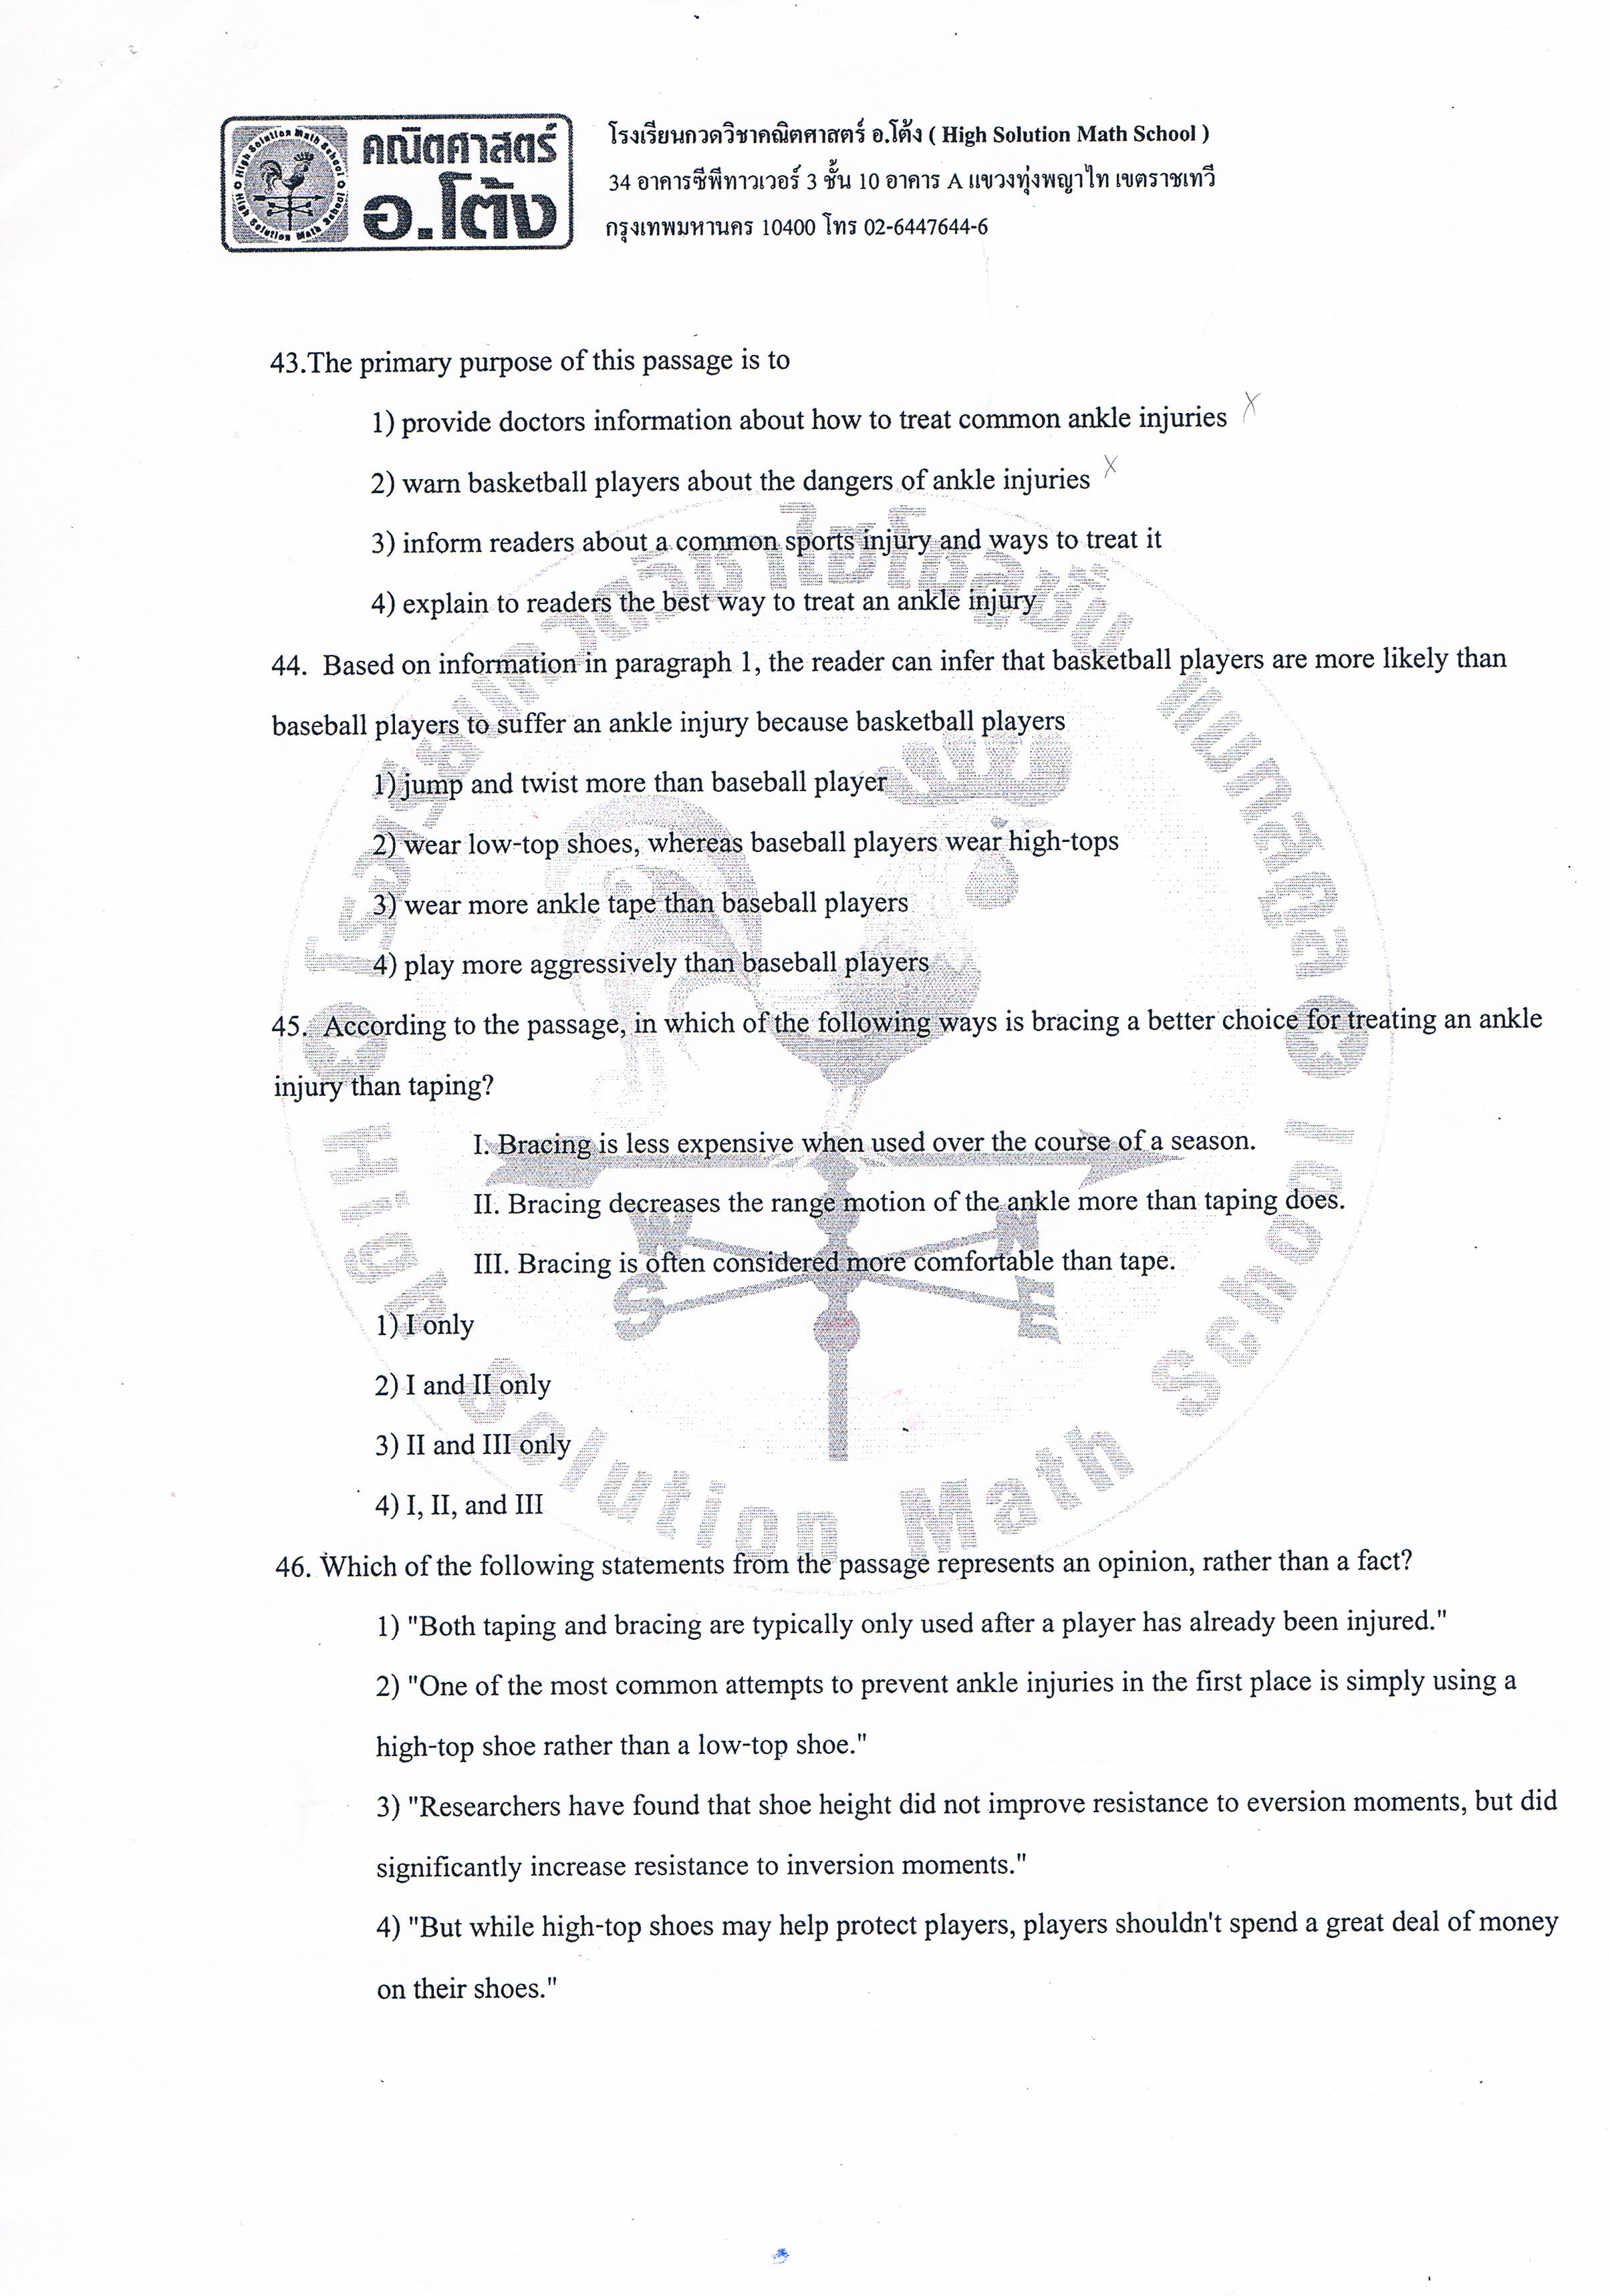 High Solution Math School
High Solution Math School
คณิตศาสตร์
อ.โต้ง
โรงเรียนกวดวิชาคณิตศาสตร์ อ.โต้ง ( High Solution Math School )
34 อาคารซีพีทาวเวอร์ 3 ชั้น 10 อาคาร A แขวงทุ่งพญาไท เขตราชเทวี
กรุงเทพมหานคร 10400 โทร 02-6447644-6
43.The primary purpose of this passage is to
1) provide doctors information about how to treat common ankle injuries X
2) warn basketball players about the dangers of ankle injuries X
3) inform readers about a common sports injury and ways to treat it
4) explain to readers the best way to treat an ankle injury
44. Based on information in paragraph 1, the reader can infer that basketball players are more likely than
baseball players to suffer an ankle injury because basketball players
1) jump and twist more than baseball player
2) wear low-top shoes, whereas baseball players wear high-tops
3) wear more ankle tape than baseball players
4) play more aggressively than baseball players
45. According to the passage, in which of the following ways is bracing a better choice for treating an ankle
injury than taping?
I. Bracing is less expensive when used over the course of a season.
II. Bracing decreases the range motion of the ankle more than taping does.
III. Bracing is often considered more comfortable than tape.
1) I only
2) I and II only
3) II and III only
4) I, II, and III
46. Which of the following statements from the passage represents an opinion, rather than a fact?
1) "Both taping and bracing are typically only used after a player has already been injured."
2) "One of the most common attempts to prevent ankle injuries in the first place is simply using a
high-top shoe rather than a low-top shoe."
3) "Researchers have found that shoe height did not improve resistance to eversion moments, but did
significantly increase resistance to inversion moments."
4) "But while high-top shoes may help protect players, players shouldn't spend a great deal of money
on their shoes."
S
E
High Solution Math School